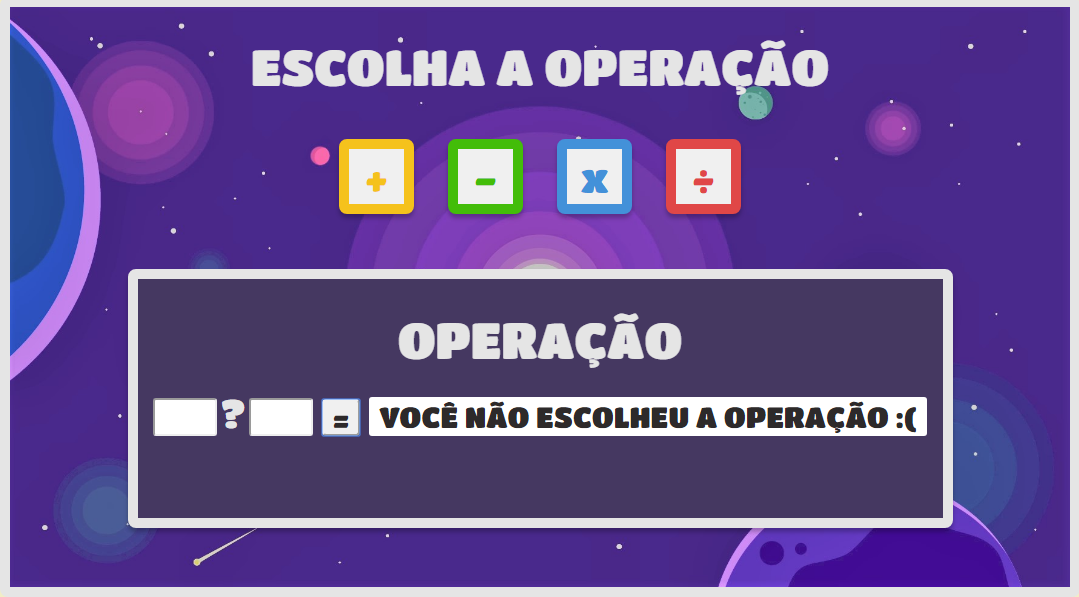 ESCOLHA A OPERAÇÃO
+ - x ÷
OPERAÇÃO
? = VOCÊ NÃO ESCOLHEU A OPERAÇÃO :(